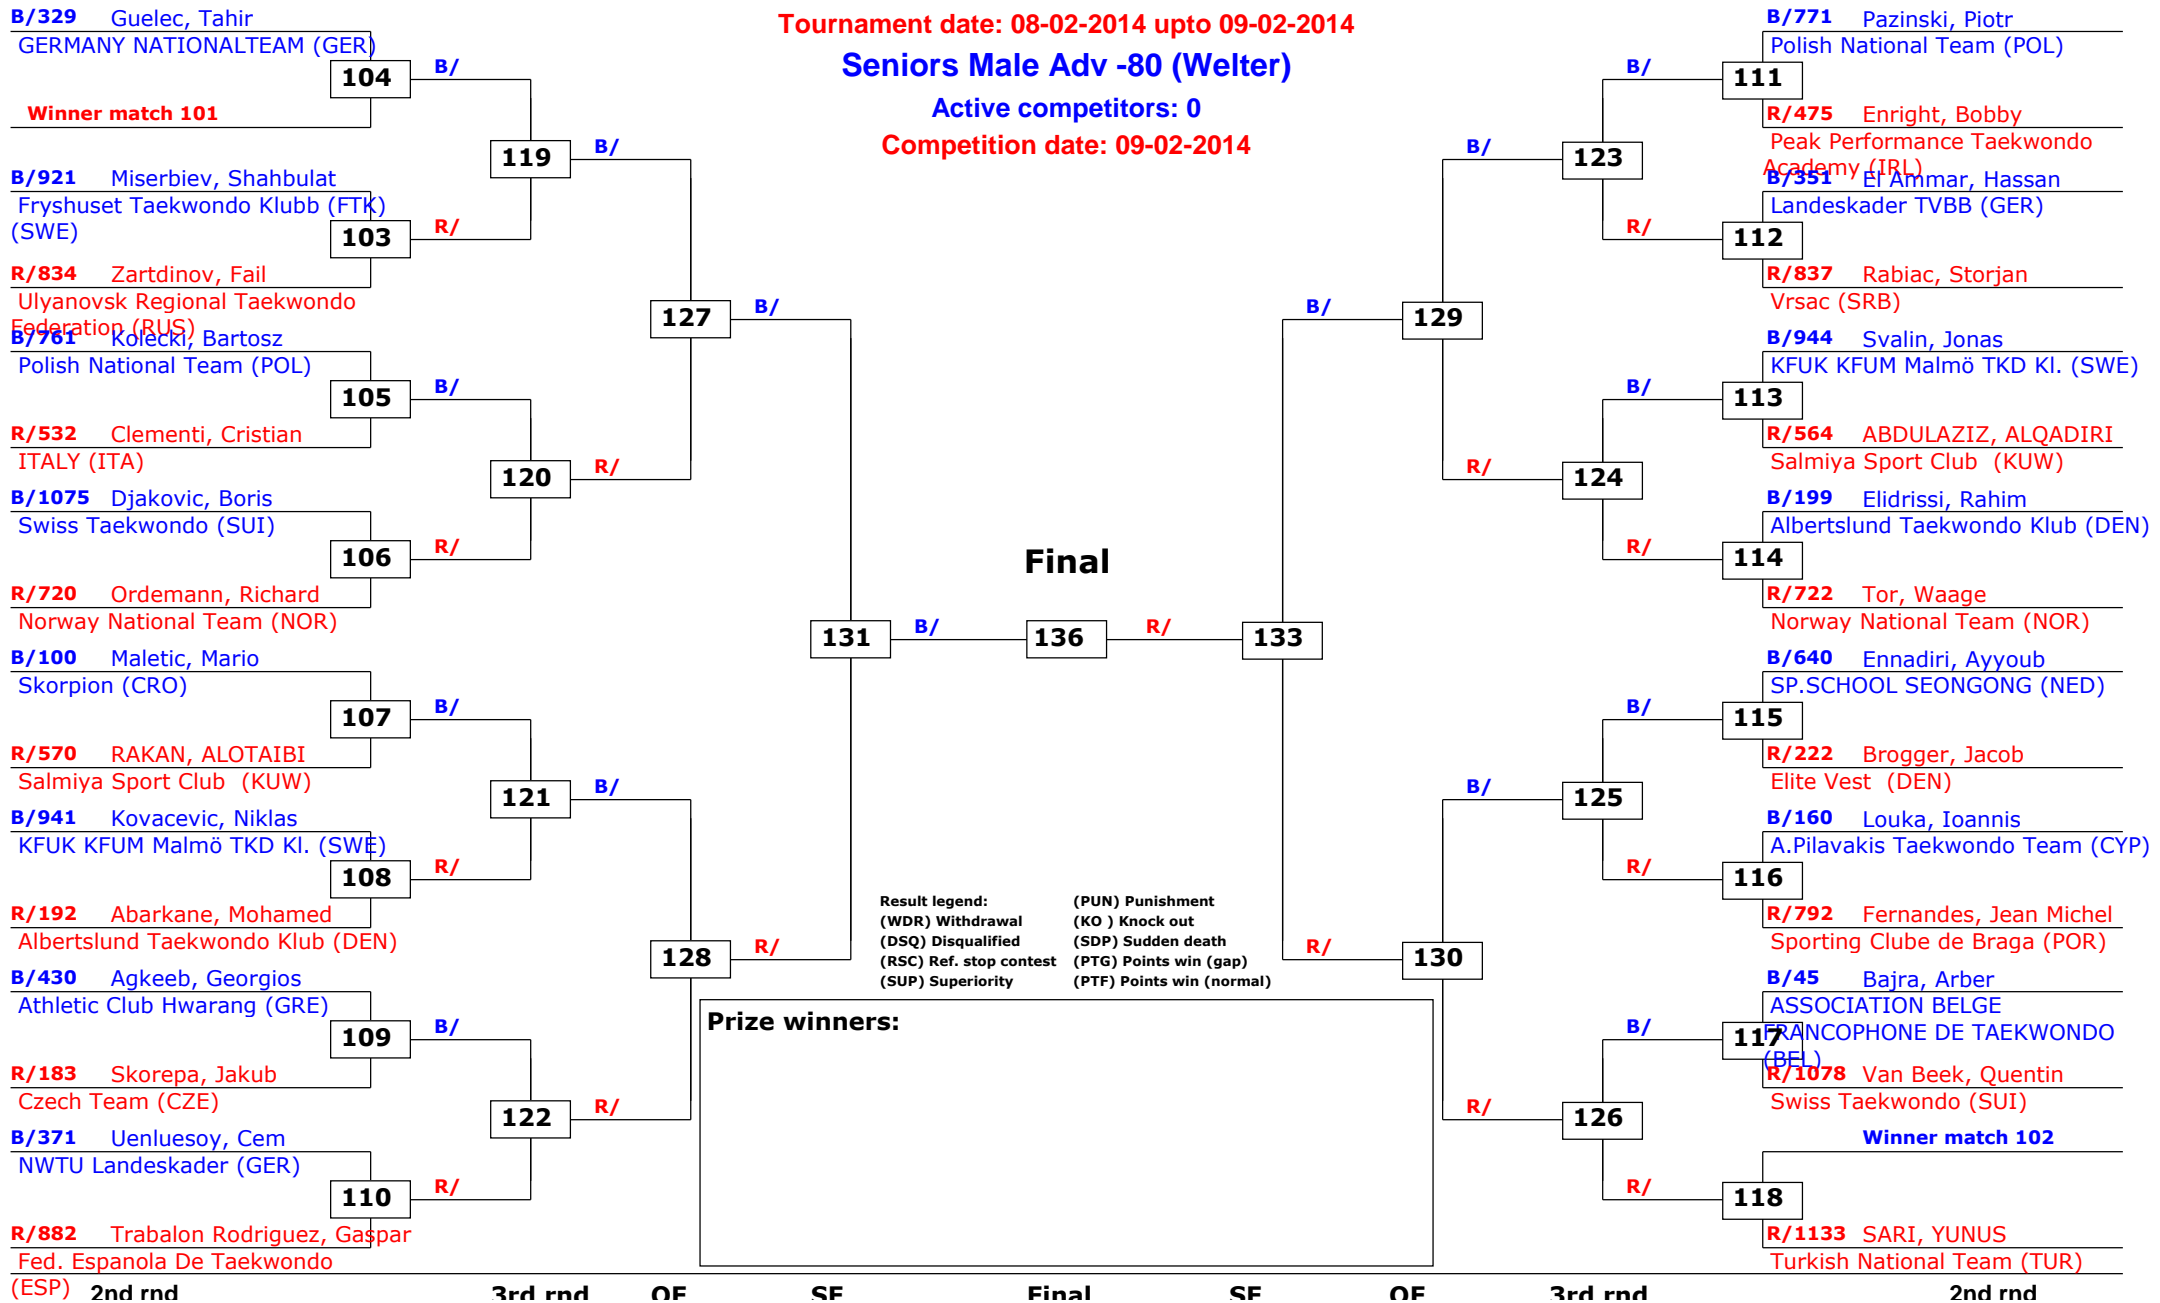 Tournament date: 08-02-2014 upto 09-02-2014
Seniors Male Adv -80 (Welter)
Active competitors: 0
Competition date: 09-02-2014
B/329 Guelec, Tahir
GERMANY NATIONALTEAM (GER)
104
B/
Winner match 101
119
B/
B/921 Miserbiev, Shahbulat
Fryshuset Taekwondo Klubb (FTK)
(SWE)
103
R/
R/834 Zartdinov, Fail
Ulyanovsk Regional Taekwondo
Federation (RUS)
127
B/
B/761 Kolecki, Bartosz
Polish National Team (POL)
105
B/
R/532 Clementi, Cristian
ITALY (ITA)
120
R/
B/1075 Djakovic, Boris
Swiss Taekwondo (SUI)
106
R/
R/720 Ordemann, Richard
Norway National Team (NOR)
131
B/
B/100 Maletic, Mario
Skorpion (CRO)
107
B/
R/570 RAKAN, ALOTAIBI
Salmiya Sport Club (KUW)
121
B/
B/941 Kovacevic, Niklas
KFUK KFUM Malmö TKD Kl. (SWE)
108
R/
R/192 Abarkane, Mohamed
Albertslund Taekwondo Klub (DEN)
128
R/
B/430 Agkeeb, Georgios
Athletic Club Hwarang (GRE)
109
B/
R/183 Skorepa, Jakub
Czech Team (CZE)
122
R/
B/371 Uenluesoy, Cem
NWTU Landeskader (GER)
110
R/
R/882 Trabalon Rodriguez, Gaspar
Fed. Espanola De Taekwondo
(ESP)
Final
136
R/
133
Result legend:
(WDR) Withdrawal
(DSQ) Disqualified
(RSC) Ref. stop contest
(SUP) Superiority
(PUN) Punishment
(KO ) Knock out
(SDP) Sudden death
(PTG) Points win (gap)
(PTF) Points win (normal)
Prize winners:
B/771 Pazinski, Piotr
Polish National Team (POL)
B/
111
R/475 Enright, Bobby
Peak Performance Taekwondo
Academy (IRL)
B/
123
B/351 El Ammar, Hassan
Landeskader TVBB (GER)
R/
112
R/837 Rabiac, Storjan
Vrsac (SRB)
B/
129
B/944 Svalin, Jonas
KFUK KFUM Malmö TKD Kl. (SWE)
B/
113
R/564 ABDULAZIZ, ALQADIRI
Salmiya Sport Club (KUW)
R/
124
B/199 Elidrissi, Rahim
Albertslund Taekwondo Klub (DEN)
R/
114
R/722 Tor, Waage
Norway National Team (NOR)
B/640 Ennadiri, Ayyoub
SP.SCHOOL SEONGONG (NED)
B/
115
R/222 Brogger, Jacob
Elite Vest (DEN)
B/
125
B/160 Louka, Ioannis
A.Pilavakis Taekwondo Team (CYP)
R/
116
R/792 Fernandes, Jean Michel
Sporting Clube de Braga (POR)
R/
130
B/45 Bajra, Arber
ASSOCIATION BELGE
FRANCOPHONE DE TAEKWONDO
(BEL)
B/
117
R/1078 Van Beek, Quentin
Swiss Taekwondo (SUI)
R/
126
Winner match 102
R/
118
R/1133 SARI, YUNUS
Turkish National Team (TUR)
2nd rnd 3rd rnd QF SF Final SF QF 3rd rnd 2nd rnd